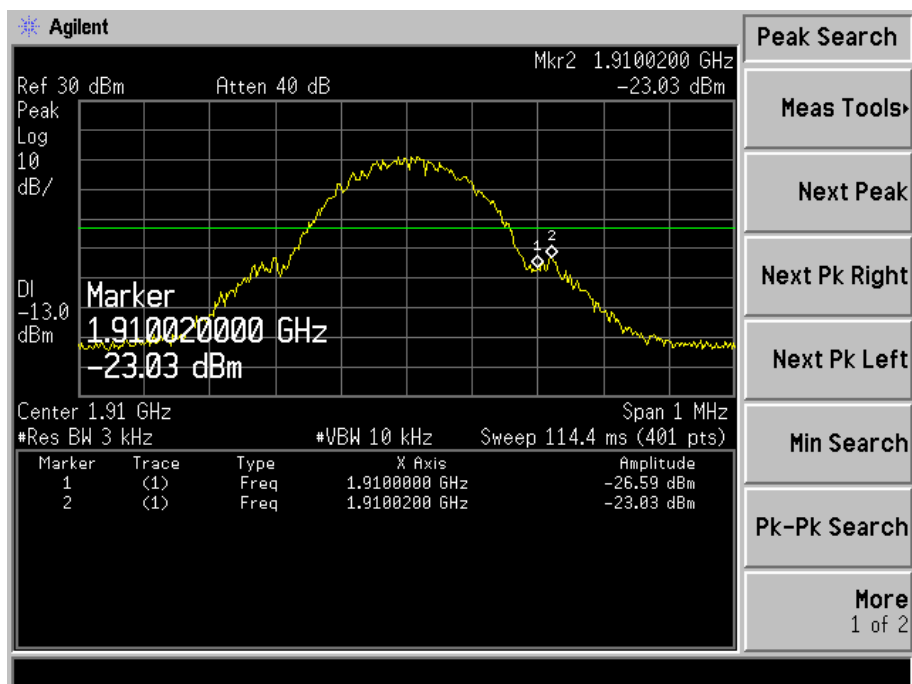 Agilent
Peak Search
Mkr2 1.9100200 GHz
Ref 30 dBm Atten 40 dB -23.03 dBm
Peak
Log
10
dB/
1
2
DI
-13.0
dBm
Marker
1.910020000 GHz
-23.03 dBm
Center 1.91 GHz Span 1 MHz
#Res BW 3 kHz #VBW 10 kHz Sweep 114.4 ms (401 pts)
Marker Trace Type X Axis Amplitude
1 (1) Freq 1.9100000 GHz -26.59 dBm
2 (1) Freq 1.9100200 GHz -23.03 dBm
Meas Tools
Next Peak
Next Pk Right
Next Pk Left
Min Search
Pk-Pk Search
More
1 of 2